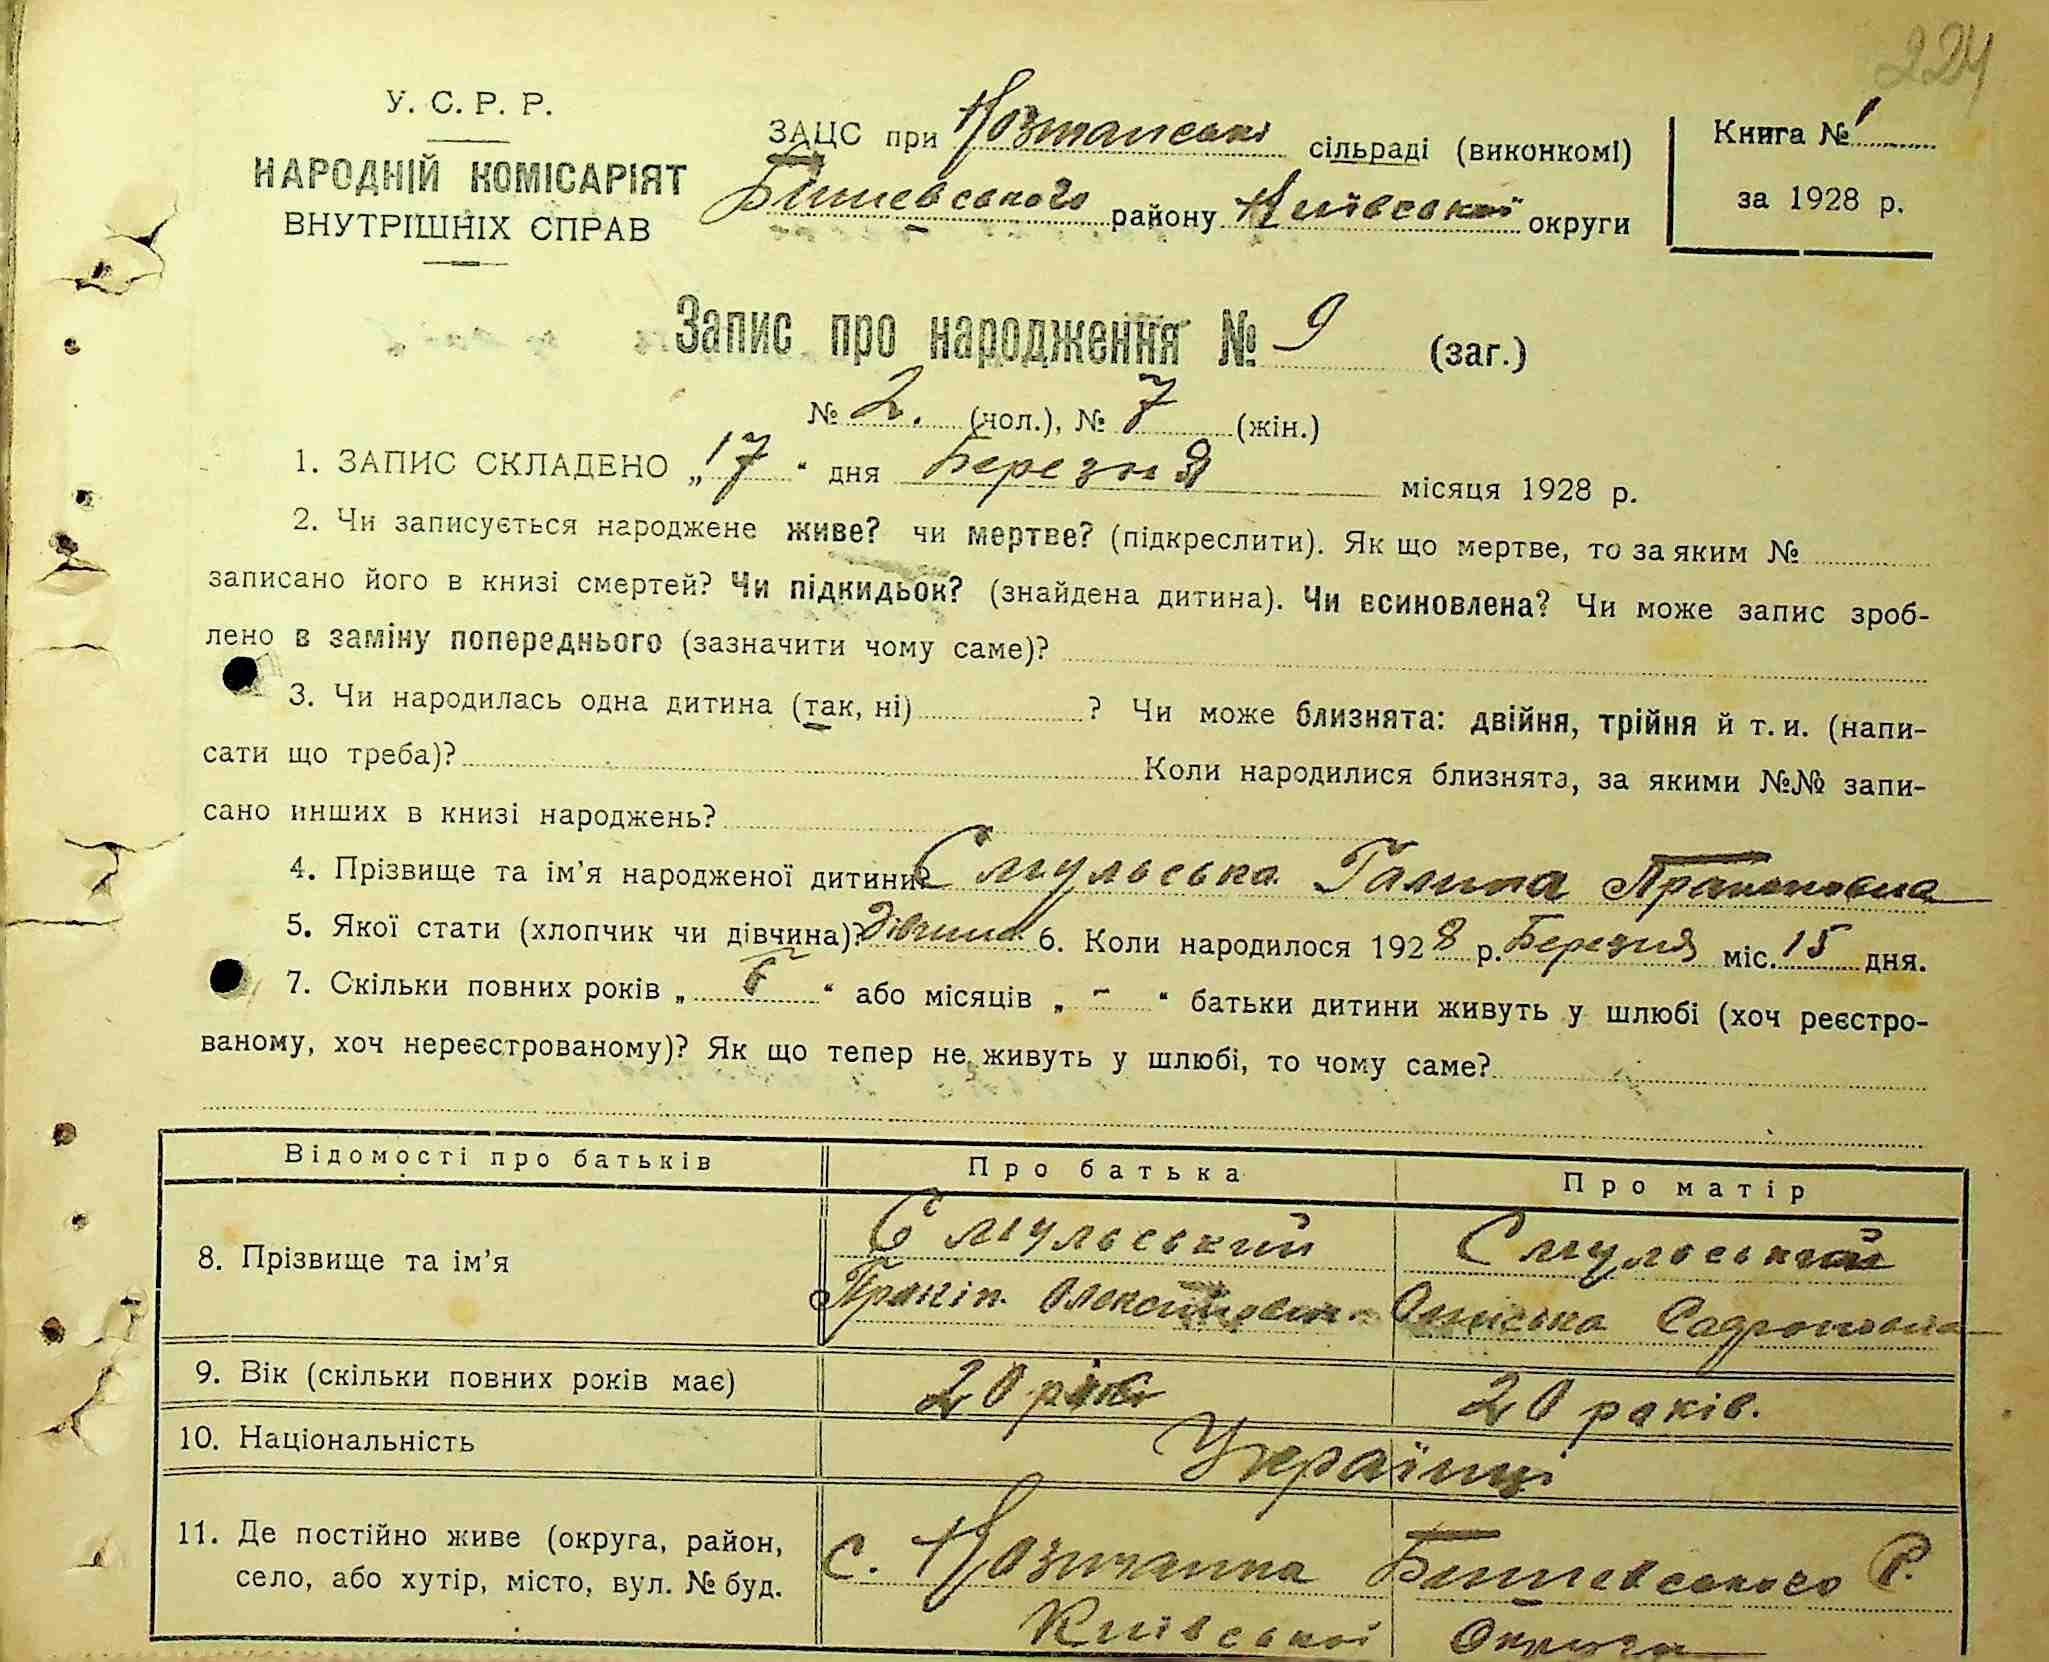 224
У. С. Р. Р.
НАРОДНІЙ КОМІСАРІЯТ
ВНУТРІШНІХ СПРАВ
ЗАЦС при сільраді (виконкомі)
Бишевського району Київської округи
Книга № 1
за 1928 р.
Запис про народження № 9 (заг.)
№ 2. (чол.), № 7 (жін.)
1. ЗАПИС СКЛАДЕНО „17“ дня Березня місяця 1928 р.
2. Чи записується народжене живе? чи мертве? (підкреслити). Як що мертве, то за яким №
записано його в книзі смертей? Чи підкидьок? (знайдена дитина). Чи всиновлена? Чи може запис зроб-
лено в заміну попереднього (зазначити чому саме)?
3. Чи народилась одна дитина (так, ні) ? Чи може близнята: двійня, трійня й т. и. (напи-
сати що треба)? Коли народилися близнята, за якими №№ запи-
сано инших в книзі народжень?
4. Прізвище та ім’я народженої дитини? Смульська Галина
5. Якої стати (хлопчик чи дівчина)? дівчина 6. Коли народилося 1928 р. Березня міс. 15 дня.
7. Скільки повних років „ 6 “ або місяців „ - “ батьки дитини живуть у шлюбі (хоч реєстро-
ваному, хоч нереєстрованому)? Як що тепер не живуть у шлюбі, то чому саме?
Відомості про батьків Про батька Про матір
8. Прізвище та ім’я Смульський Смульський
Пракіп
9. Вік (скільки повних років має) 20 років 20 раків.
10. Національність Українці
11. Де постійно живе (округа, район, с. Бишевського Р.
село, або хутір, місто, вул. № буд. Київської Округи